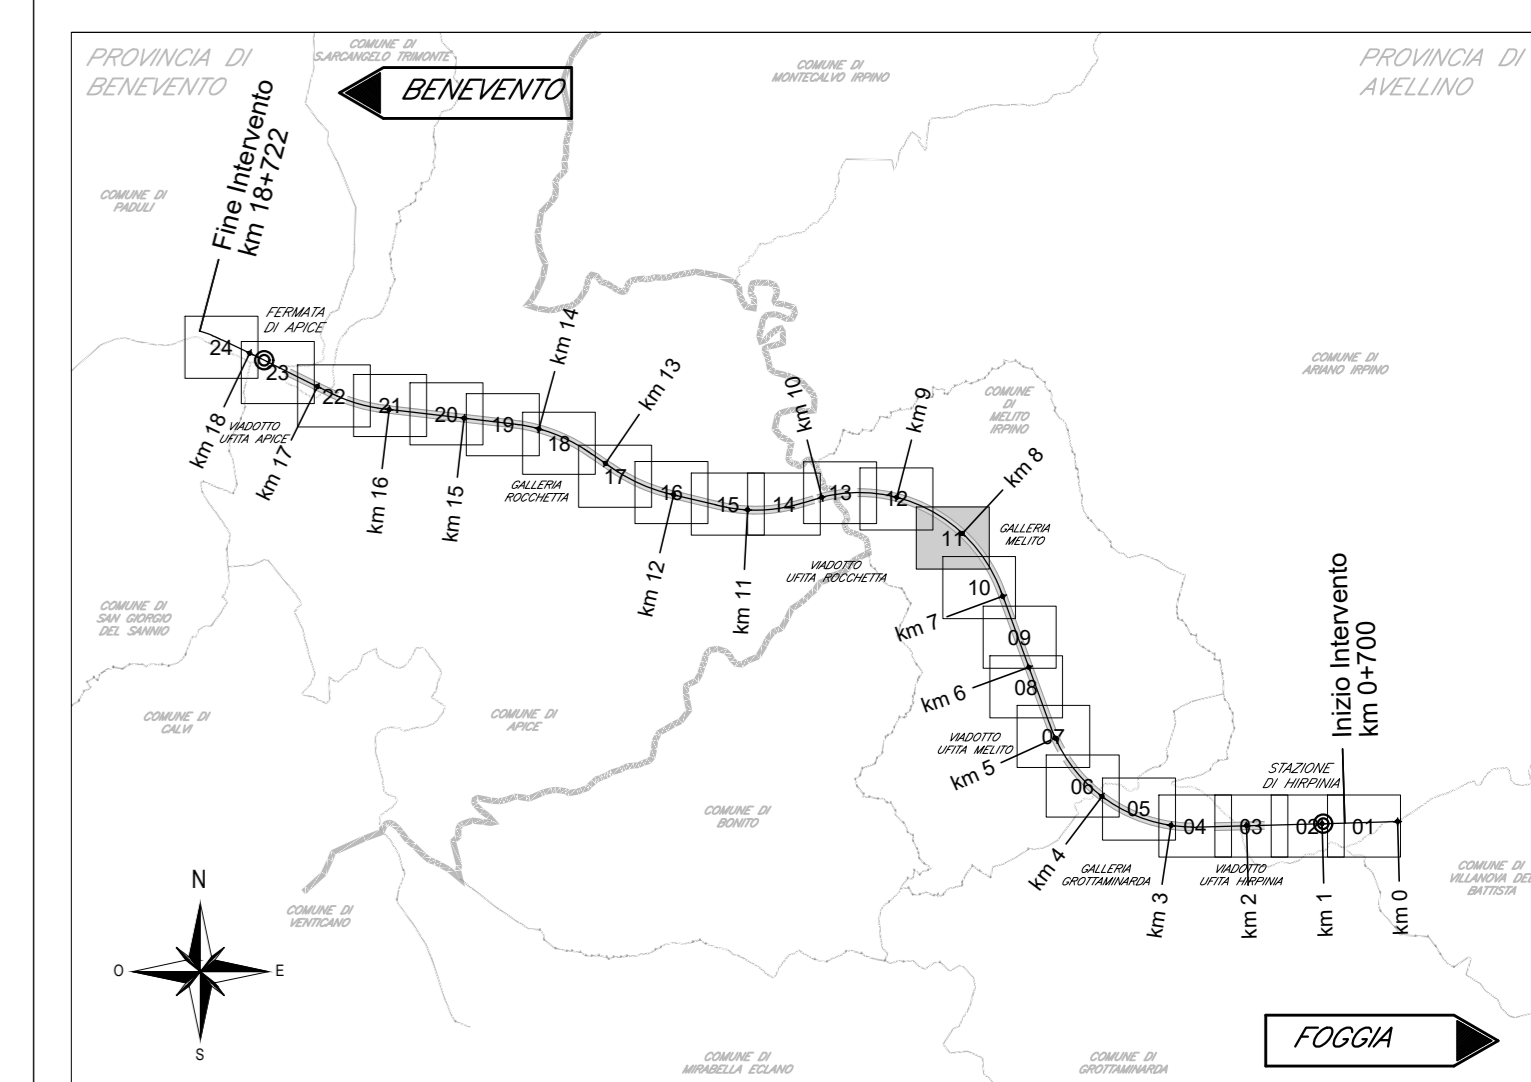 PROVINCIA DI
BENEVENTO
COMUNE DI
S.ARCANGELO TRIMONTE
BENEVENTO
COMUNE DI
MONTECALVO IRPINO
PROVINCIA DI
AVELLINO
Fine Intervento
km 18+722
COMUNE DI
PADULI
FERMATA
DI APICE
24
23
22
21
20
19
18
17
16
15
14
13
12
11
10
09
08
07
06
05
04
03
02
01
km 18
km 17
km 16
km 15
km 14
km 13
km 12
km 11
km 10
km 9
km 8
km 7
km 6
km 5
km 4
km 3
km 2
km 1
km 0
VIADOTTO
UFITA APICE
GALLERIA
ROCCHETTA
VIADOTTO
UFITA ROCCHETTA
GALLERIA
MELITO
COMUNE
DI
MELITO
IRPINO
COMUNE DI
ARIANO IRPINO
COMUNE DI
SAN GIORGIO
DEL SANNIO
COMUNE DI
CALVI
COMUNE DI
APICE
VIADOTTO
UFITA MELITO
Inizio Intervento
km 0+700
STAZIONE
DI HIRPINIA
COMUNE DI
BONITO
GALLERIA
GROTTAMINARDA
VIADOTTO
UFITA HIRPINIA
COMUNE DI
VILLANOVA DEL
BATTISTA
COMUNE DI
VENTICANO
N
O
E
S
COMUNE DI
MIRABELLA ECLANO
COMUNE DI
GROTTAMINARDA
FOGGIA